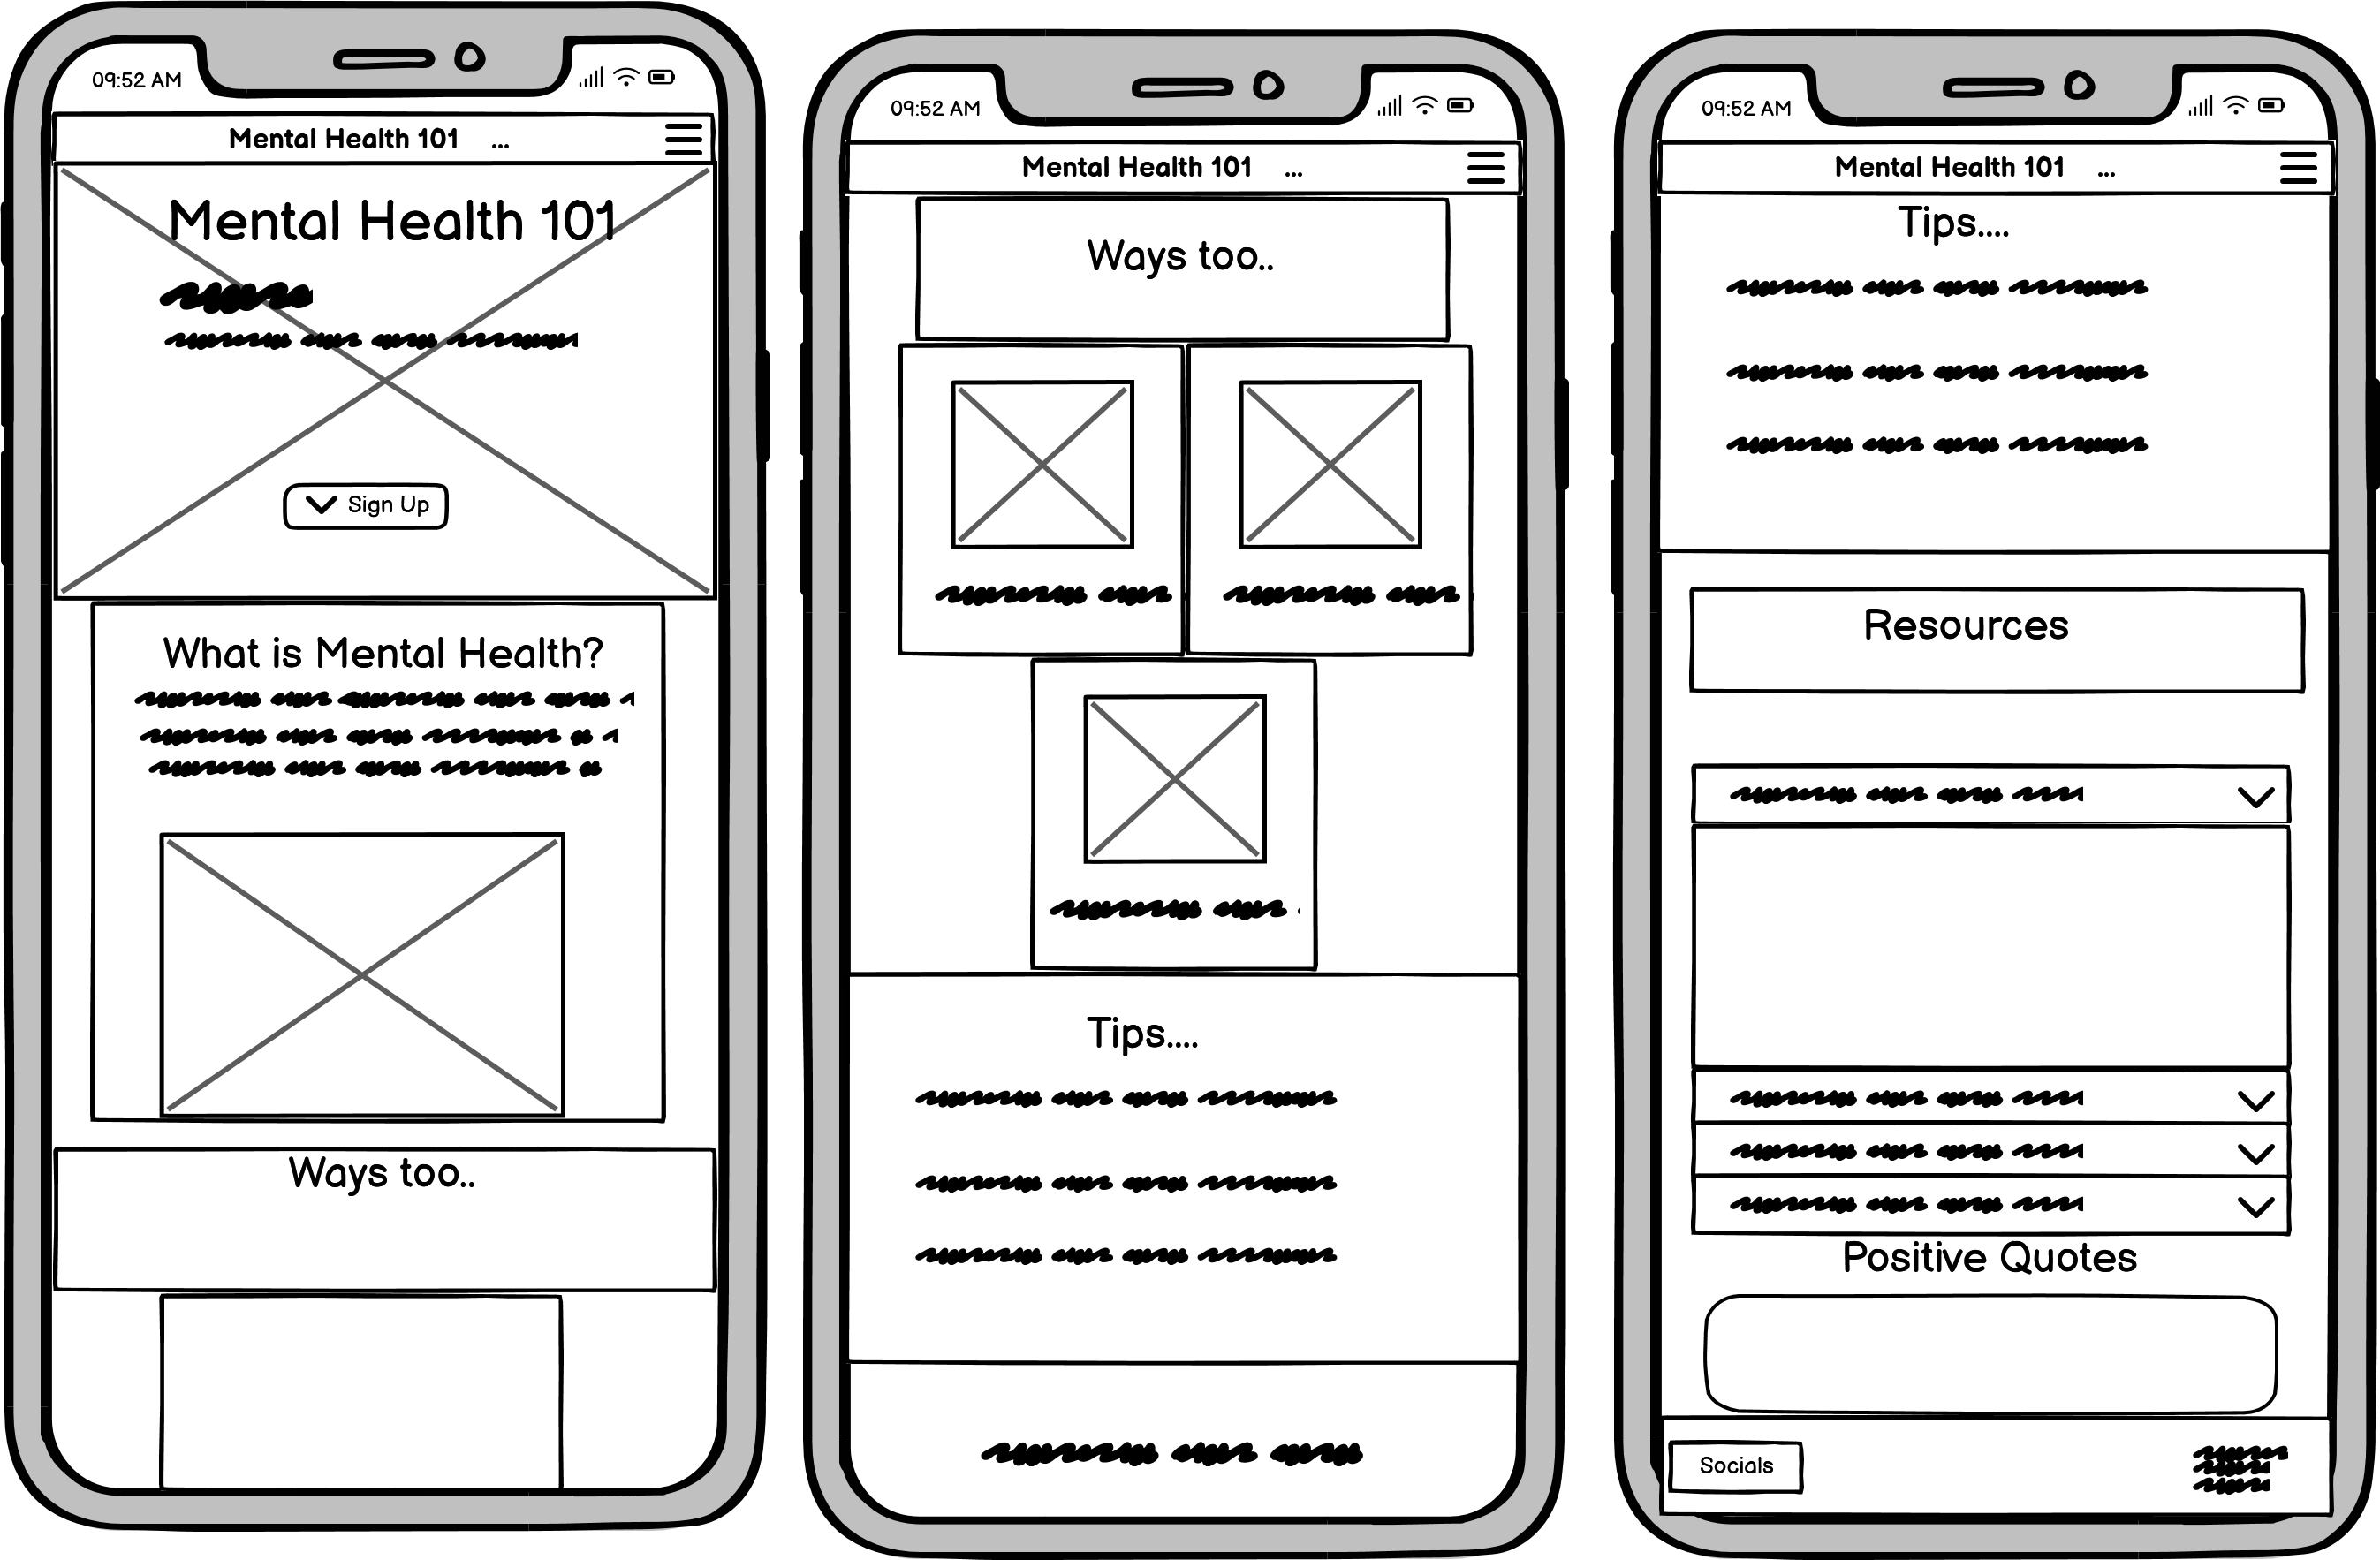 09:52 AM
Mental Health 101 ...
Mental Health 101
Sign Up
What is Mental Health?
Ways too..
09:52 AM
Mental Health 101 ...
Ways too..
Tips....
09:52 AM
Mental Health 101 ...
Tips....
Resources
Positive Quotes
Socials